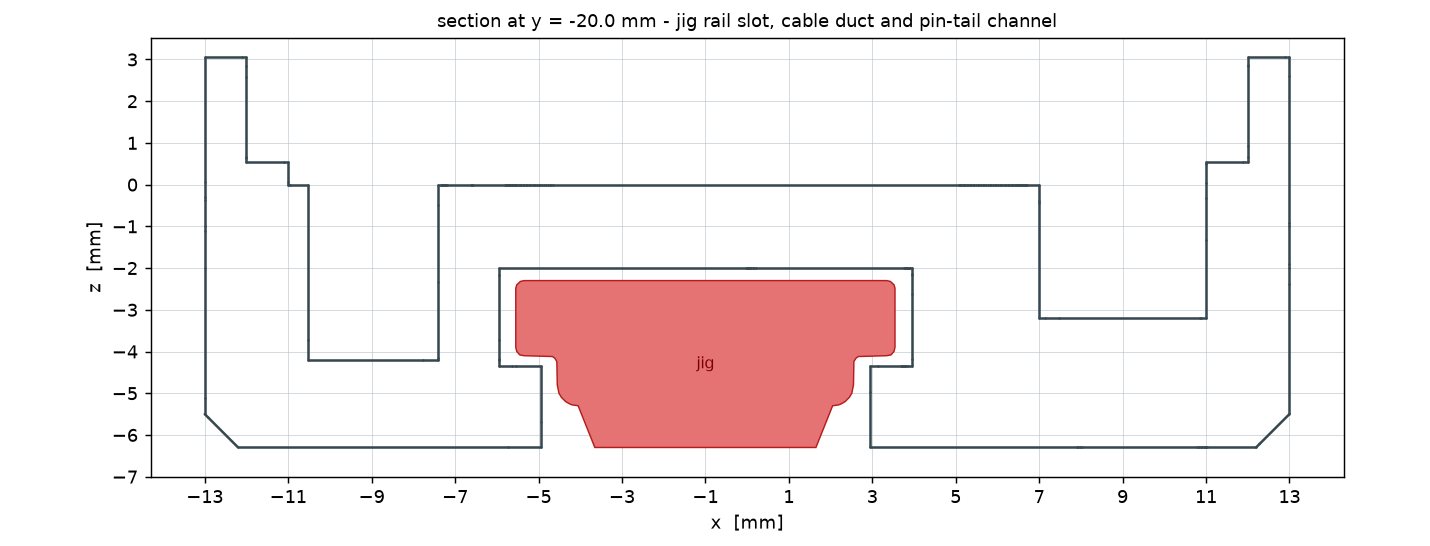 section at y = -20.0 mm - jig rail slot, cable duct and pin-tail channel
3
2
1
0
−1
−2
−3
−4
−5
−6
−7
z [mm]
jig
−13 −11 −9 −7 −5 −3 −1 1 3 5 7 9 11 13
x [mm]